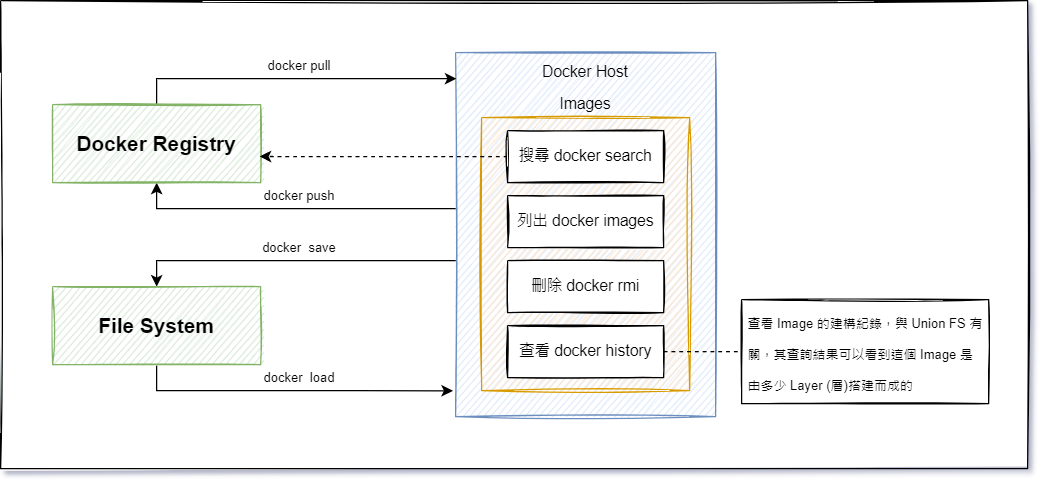 docker pull
Docker Host
Images
Docker Registry
搜尋 docker search
docker push
列出 docker images
docker  save
刪除 docker rmi
File System
查看 docker history
docker  load
查看 Image 的建構紀錄，與 Union FS 有
關，其查詢結果可以看到這個 Image 是
由多少 Layer (層)搭建而成的